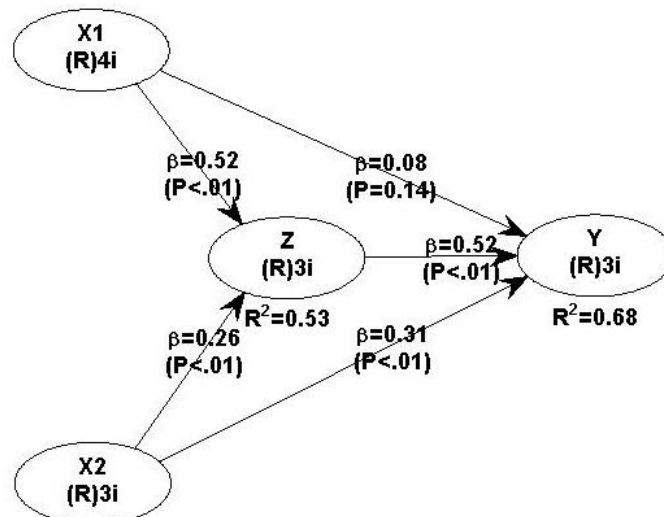 X1
(R)4i
β=0.52
(P<.01)
β=0.08
(P=0.14)
Z
(R)3i
R²=0.53
β=0.52
(P<.01)
Y
(R)3i
R²=0.68
β=0.26
(P<.01)
β=0.31
(P<.01)
X2
(R)3i